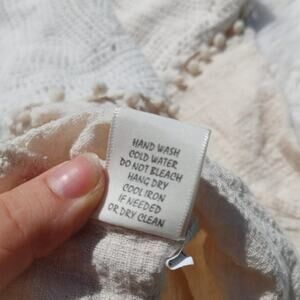 HAND WASH
COLD WATER
DO NOT BLEACH
HANG DRY
COOL IRON
IF NEEDED
OR DRY CLEAN